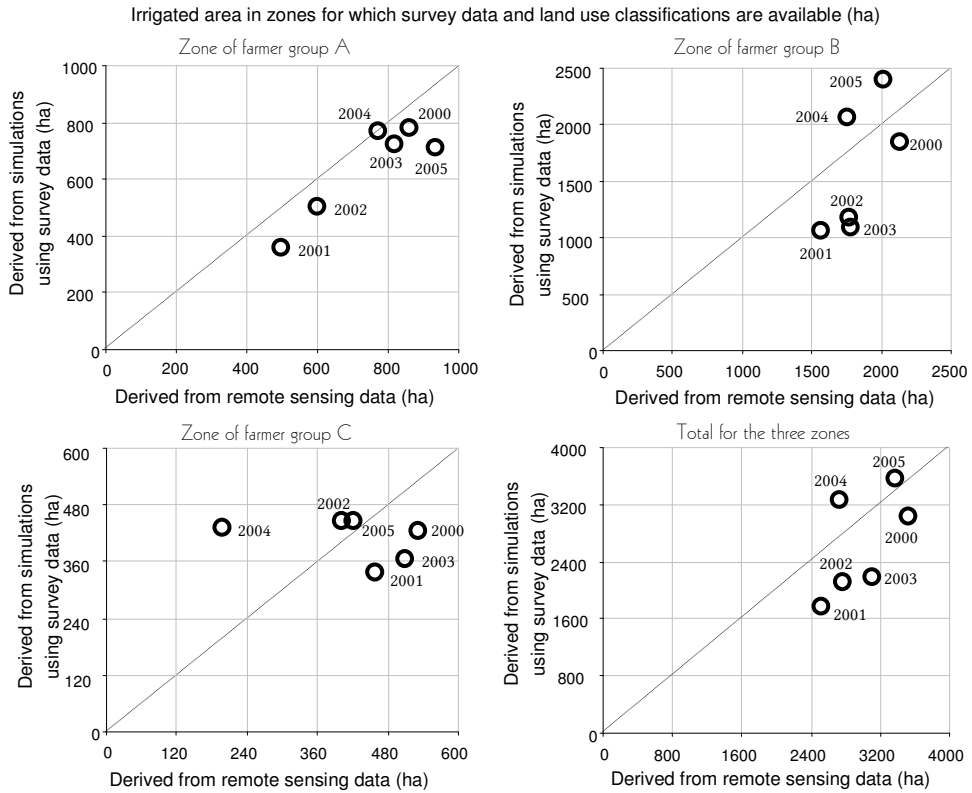 Irrigated area in zones for which survey data and land use classifications are available (ha)
Zone of farmer group A
Derived from simulations
using survey data (ha)
1000
800
600
400
200
0
2004
2000
2003
2005
2002
2001
0 200 400 600 800 1000
Derived from remote sensing data (ha)
Zone of farmer group B
Derived from simulations
using survey data (ha)
2500
2000
1500
1000
500
0
2005
2004
2000
2002
2003
2001
0 500 1000 1500 2000 2500
Derived from remote sensing data (ha)
Zone of farmer group C
Derived from simulations
using survey data (ha)
600
480
360
240
120
0
2002
2004
2005
2000
2003
2001
0 120 240 360 480 600
Derived from remote sensing data (ha)
Total for the three zones
Derived from simulations
using survey data (ha)
4000
3200
2400
1600
800
0
2005
2004
2000
2002
2003
2001
0 800 1600 2400 3200 4000
Derived from remote sensing data (ha)